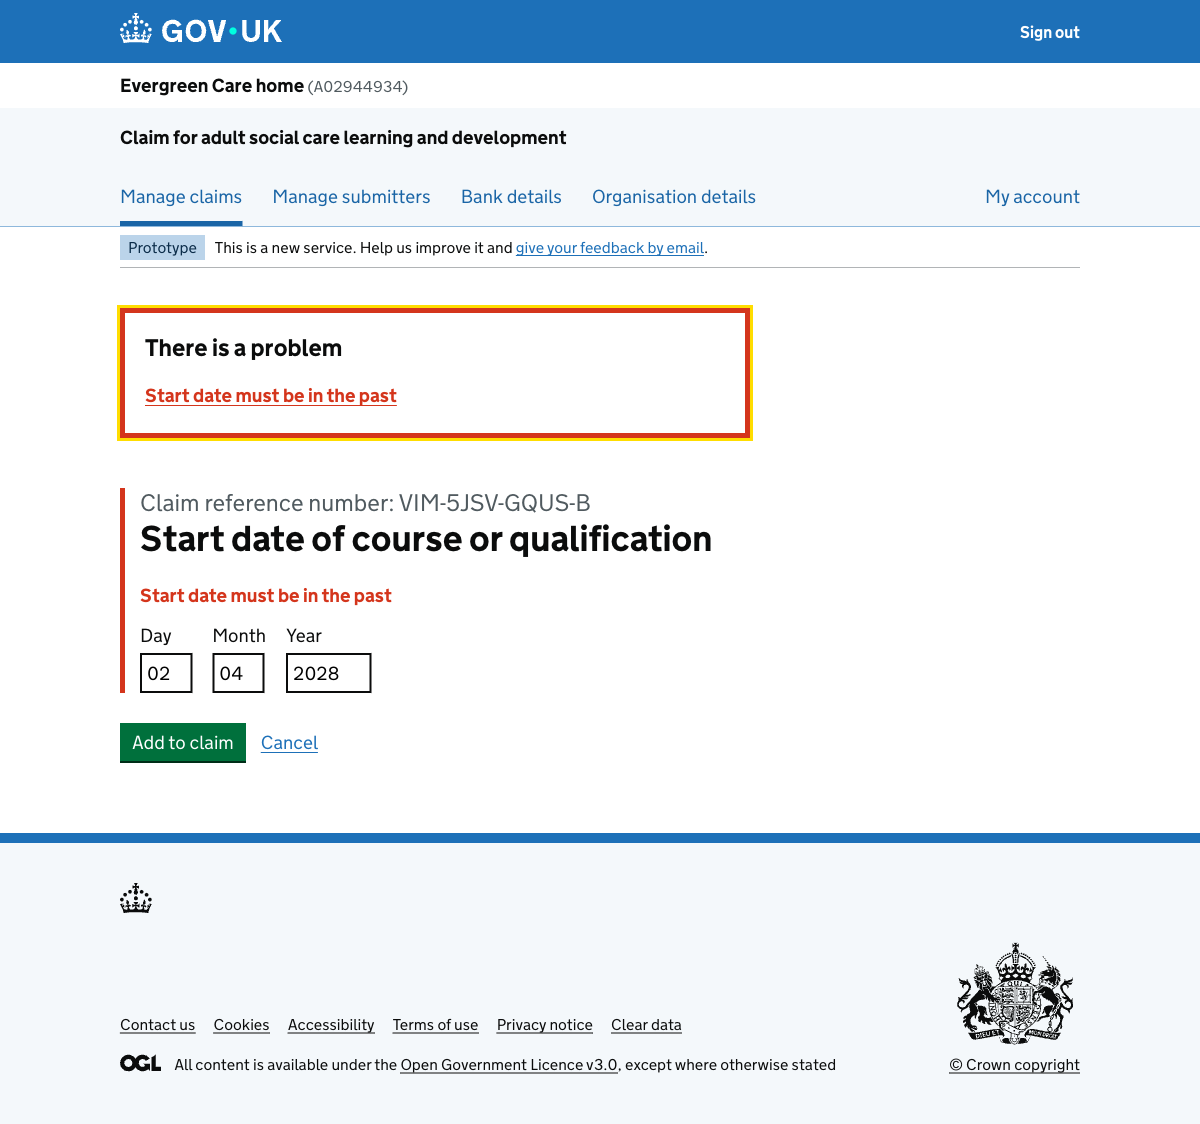 GOV·UK
Sign out
Evergreen Care home (A02944934)
Claim for adult social care learning and development
Manage claims Manage submitters Bank details Organisation details My account
Prototype This is a new service. Help us improve it and give your feedback by email.
There is a problem
Start date must be in the past
Claim reference number: VIM-5JSV-GQUS-B
Start date of course or qualification
Start date must be in the past
Day Month Year
02 04 2028
Add to claim Cancel
Contact us Cookies Accessibility Terms of use Privacy notice Clear data
OGL All content is available under the Open Government Licence v3.0, except where otherwise stated
© Crown copyright